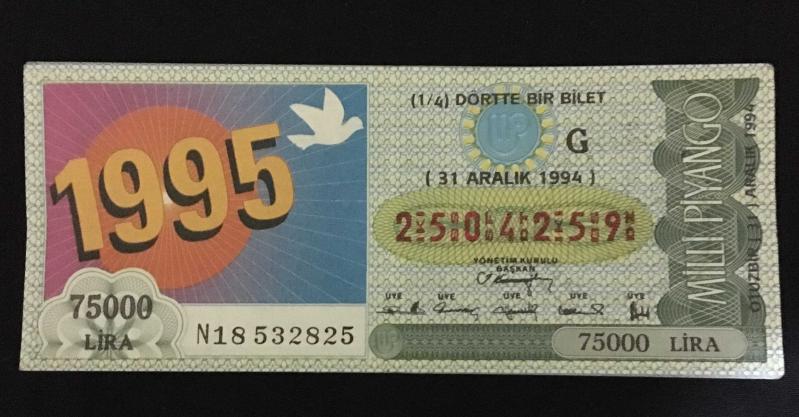 1995
75000
LİRA
N18 532825
(1/4) DÖRTTE BİR BİLET
G
( 31 ARALIK 1994 )
2 5 0 4 2 5 9
YÖNETİM KURULU
BAŞKAN
ÜYE ÜYE ÜYE ÜYE ÜYE
75000 LİRA
MİLLİ PİYANGO
OTUZBİR ( 31 ) ARALIK 1994